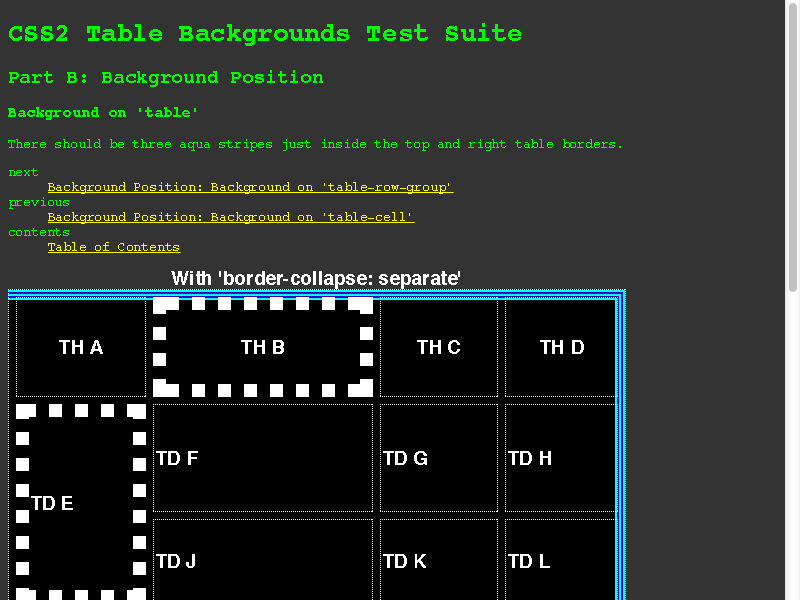 CSS2 Table Backgrounds Test Suite
Part B: Background Position
Background on 'table'
There should be three aqua stripes just inside the top and right table borders.
next
Background Position: Background on 'table-row-group'
previous
Background Position: Background on 'table-cell'
contents
Table of Contents
With 'border-collapse: separate'
TH A TH B TH C TH D
TD F TD G TD H
TD E
TD J TD K TD L